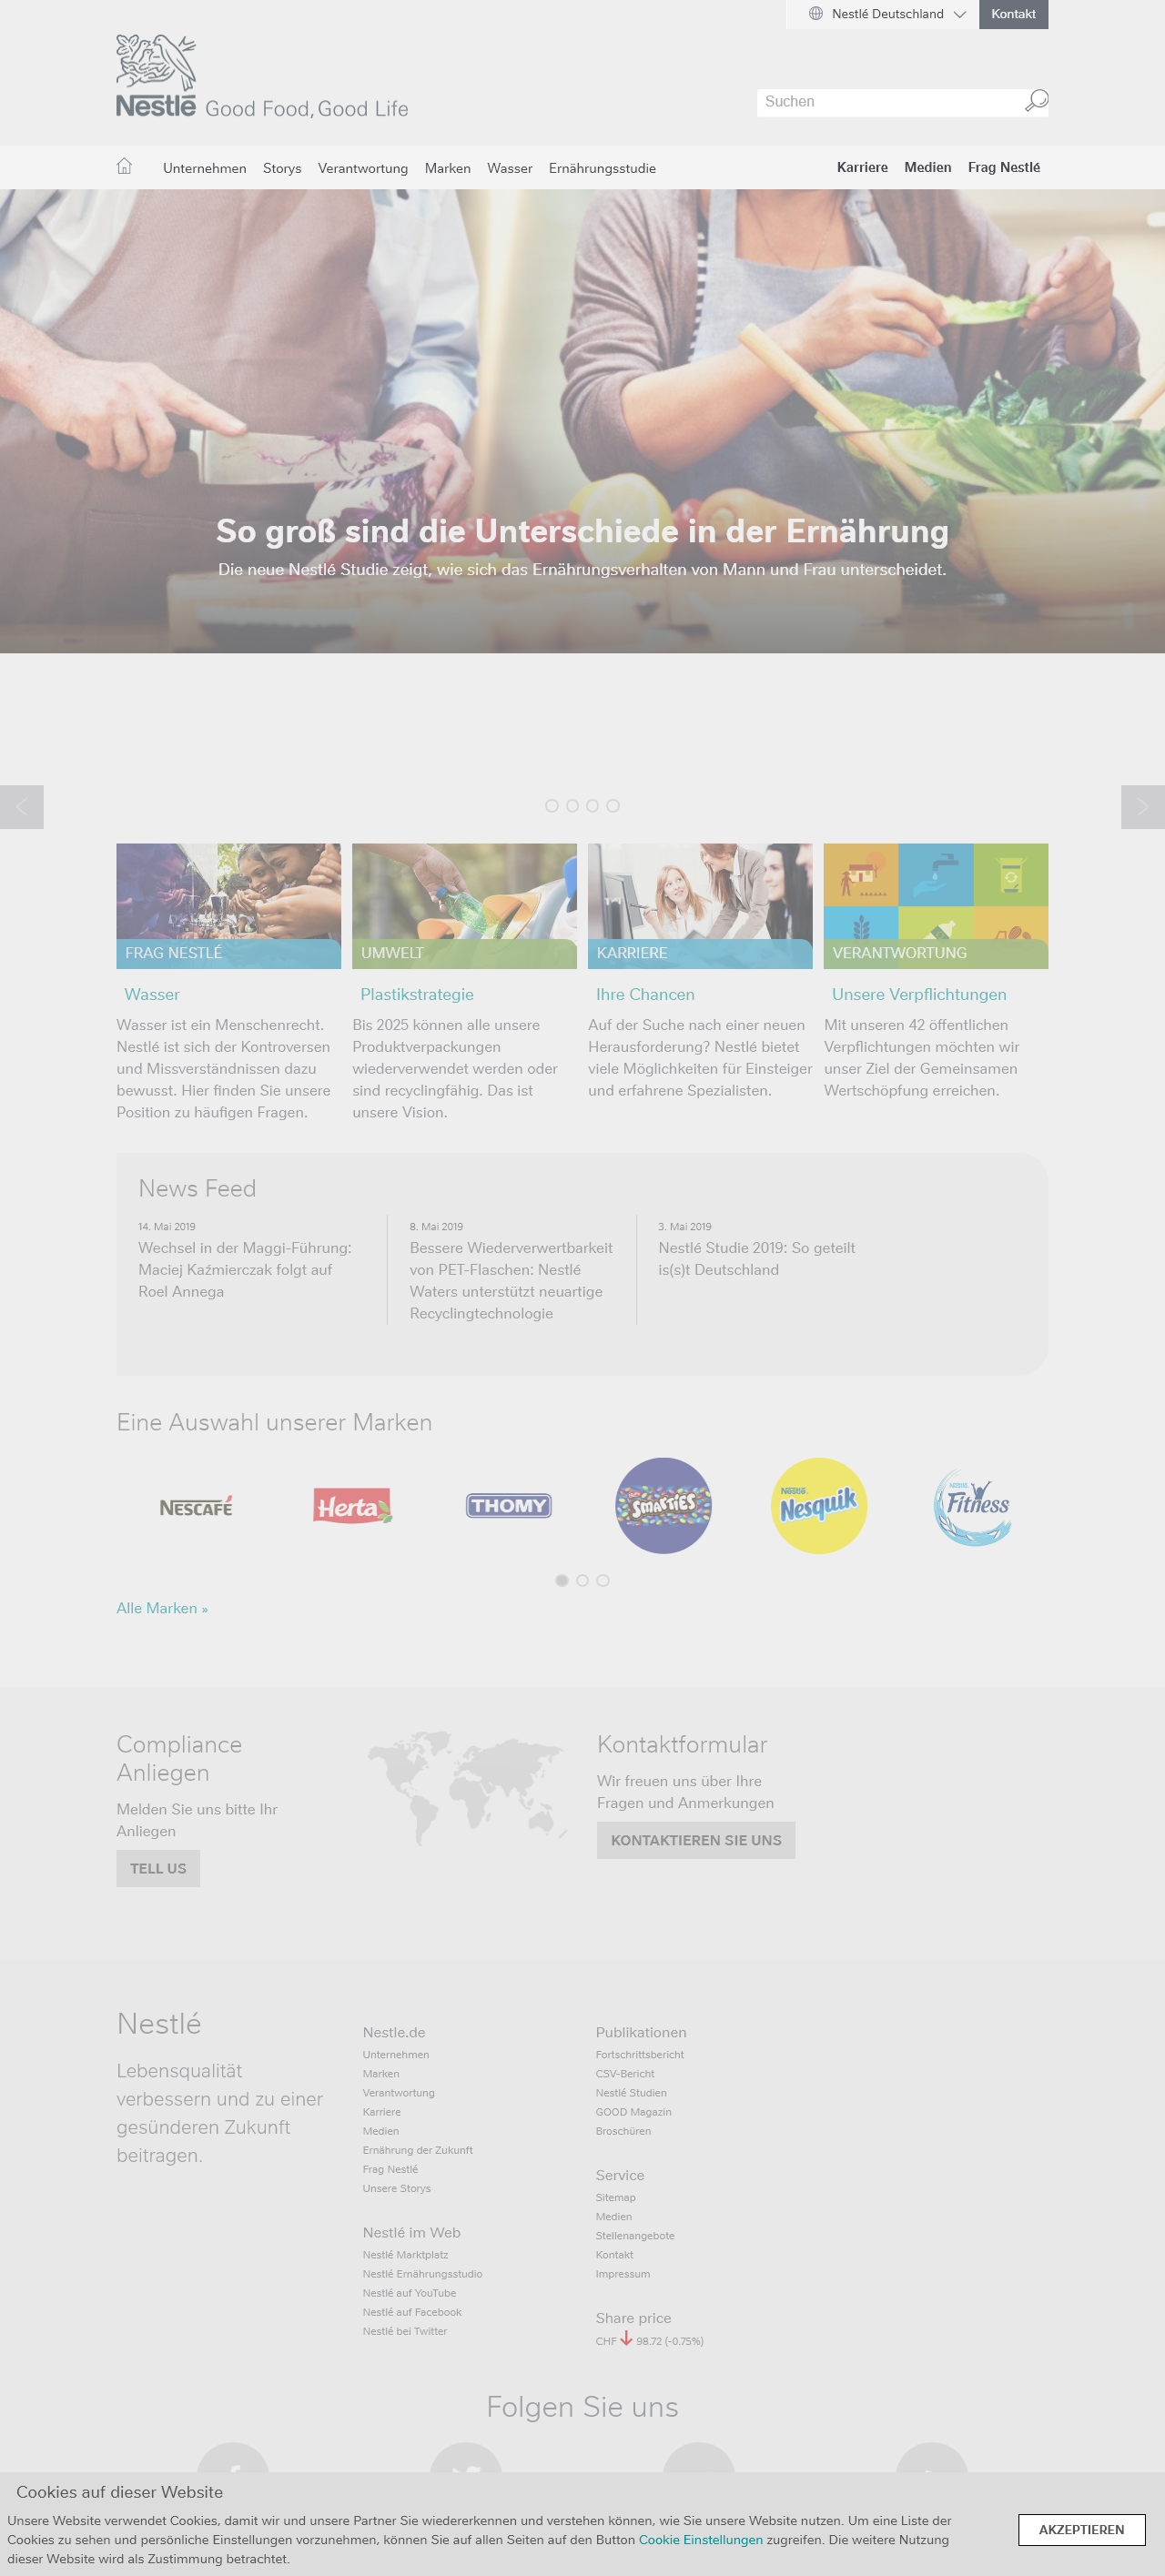 Nestlé Deutschland
Kontakt
Nestlé Good Food, Good Life
Suchen
Unternehmen Storys Verantwortung Marken Wasser Ernährungsstudie Karriere Medien Frag Nestlé
So groß sind die Unterschiede in der Ernährung
Die neue Nestlé Studie zeigt, wie sich das Ernährungsverhalten von Mann und Frau unterscheidet.
FRAG NESTLÉ
Wasser
Wasser ist ein Menschenrecht.
Nestlé ist sich der Kontroversen
und Missverständnissen dazu
bewusst. Hier finden Sie unsere
Position zu häufigen Fragen.
UMWELT
Plastikstrategie
Bis 2025 können alle unsere
Produktverpackungen
wiederverwendet werden oder
sind recyclingfähig. Das ist
unsere Vision.
KARRIERE
Ihre Chancen
Auf der Suche nach einer neuen
Herausforderung? Nestlé bietet
viele Möglichkeiten für Einsteiger
und erfahrene Spezialisten.
VERANTWORTUNG
Unsere Verpflichtungen
Mit unseren 42 öffentlichen
Verpflichtungen möchten wir
unser Ziel der Gemeinsamen
Wertschöpfung erreichen.
News Feed
14. Mai 2019
Wechsel in der Maggi-Führung:
Maciej Kaźmierczak folgt auf
Roel Annega
8. Mai 2019
Bessere Wiederverwertbarkeit
von PET-Flaschen: Nestlé
Waters unterstützt neuartige
Recyclingtechnologie
3. Mai 2019
Nestlé Studie 2019: So geteilt
is(s)t Deutschland
Eine Auswahl unserer Marken
NESCAFÉ
Herta
THOMY
Nestlé
SMARTIES
Nestlé
Nesquik
Nestlé
Fitness
Alle Marken »
Compliance
Anliegen
Melden Sie uns bitte Ihr
Anliegen
TELL US
Kontaktformular
Wir freuen uns über Ihre
Fragen und Anmerkungen
KONTAKTIEREN SIE UNS
Nestlé
Lebensqualität
verbessern und zu einer
gesünderen Zukunft
beitragen.
Nestle.de
Unternehmen
Marken
Verantwortung
Karriere
Medien
Ernährung der Zukunft
Frag Nestlé
Unsere Storys
Nestlé im Web
Nestlé Marktplatz
Nestlé Ernährungsstudio
Nestlé auf YouTube
Nestlé auf Facebook
Nestlé bei Twitter
Publikationen
Fortschrittsbericht
CSV-Bericht
Nestlé Studien
GOOD Magazin
Broschüren
Service
Sitemap
Medien
Stellenangebote
Kontakt
Impressum
Share price
CHF 98.72 (-0.75%)
Folgen Sie uns
Cookies auf dieser Website
Unsere Website verwendet Cookies, damit wir und unsere Partner Sie wiedererkennen und verstehen können, wie Sie unsere Website nutzen. Um eine Liste der
Cookies zu sehen und persönliche Einstellungen vorzunehmen, können Sie auf allen Seiten auf den Button Cookie Einstellungen zugreifen. Die weitere Nutzung
dieser Website wird als Zustimmung betrachtet.
AKZEPTIEREN